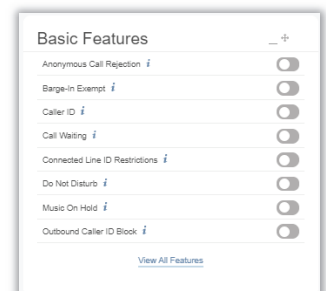 Basic Features
Anonymous Call Rejection i
Barge-In Exempt i
Caller ID i
Call Waiting i
Connected Line ID Restrictions i
Do Not Disturb i
Music On Hold i
Outbound Caller ID Block i
View All Features